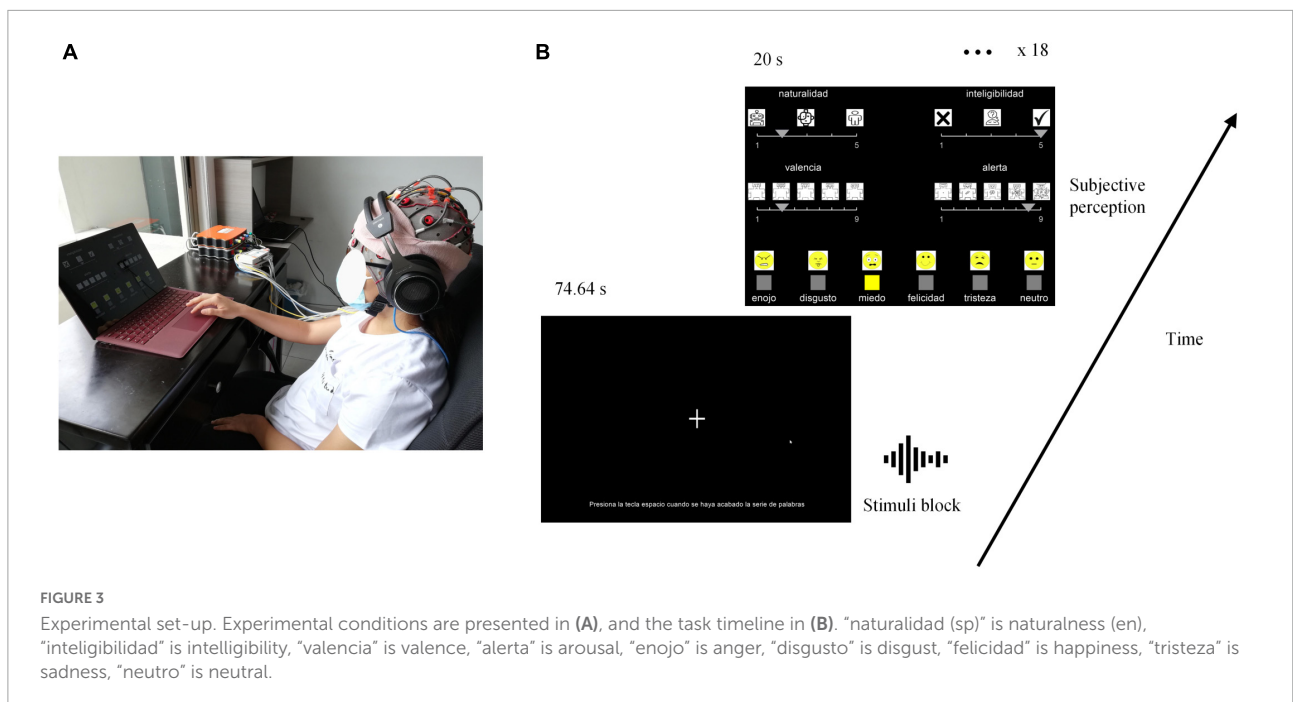 A
B
20 s
••• x 18
naturalidad
inteligibilidad
1 5
1 5
valencia
alerta
1 9
1 9
Subjective
perception
enojo disgusto miedo felicidad tristeza neutro
74.64 s
Time
Presiona la tecla espacio cuando se haya acabado la serie de palabras
Stimuli block
FIGURE 3
Experimental set-up. Experimental conditions are presented in (A), and the task timeline in (B). “naturalidad (sp)” is naturalness (en),
“inteligibilidad” is intelligibility, “valencia” is valence, “alerta” is arousal, “enojo” is anger, “disgusto” is disgust, “felicidad” is happiness, “tristeza” is
sadness, “neutro” is neutral.